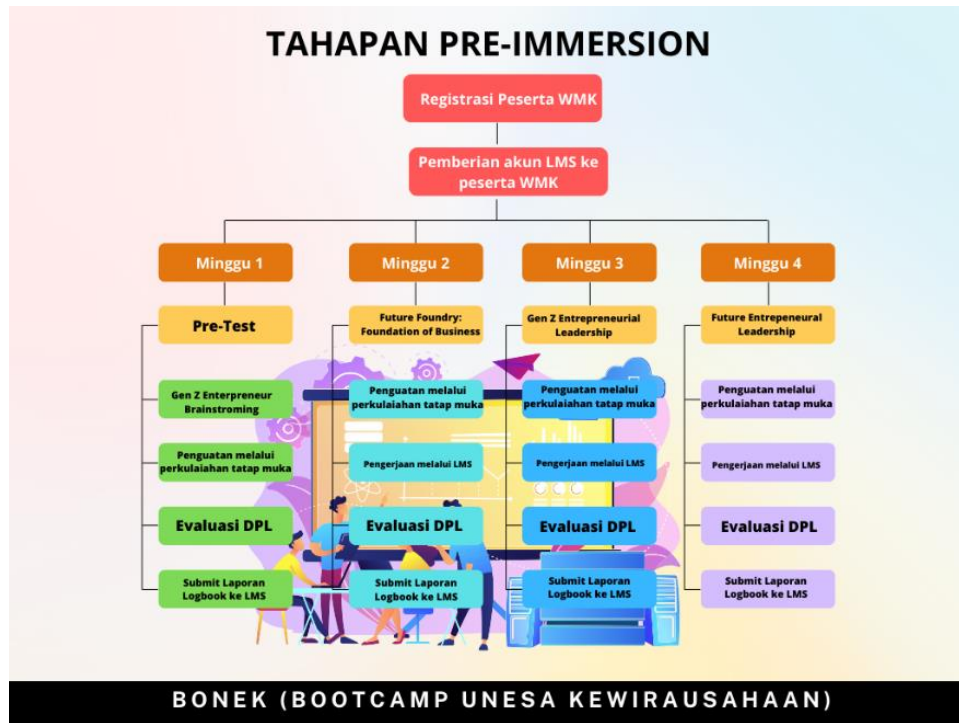 TAHAPAN PRE-IMMERSION
Registrasi Peserta WMK
Pemberian akun LMS ke
peserta WMK
Minggu 1
Minggu 2
Minggu 3
Minggu 4
Pre-Test
Future Foundry:
Foundation of Business
Gen Z Entrepreneurial
Leadership
Future Entrepeneural
Leadership
Gen Z Enterpreneur
Brainstroming
Penguatan melalui
perkulaiahan tatap muka
Penguatan melalui
perkulaiahan tatap muka
Penguatan melalui
perkulaiahan tatap muka
Penguatan melalui
perkulaiahan tatap muka
Pengerjaan melalui LMS
Pengerjaan melalui LMS
Pengerjaan melalui LMS
Evaluasi DPL
Evaluasi DPL
Evaluasi DPL
Evaluasi DPL
Submit Laporan
Logbook ke LMS
Submit Laporan
Logbook ke LMS
Submit Laporan
Logbook ke LMS
Submit Laporan
Logbook ke LMS
BONEK (BOOTCAMP UNESA KEWIRAUSAHAAN)